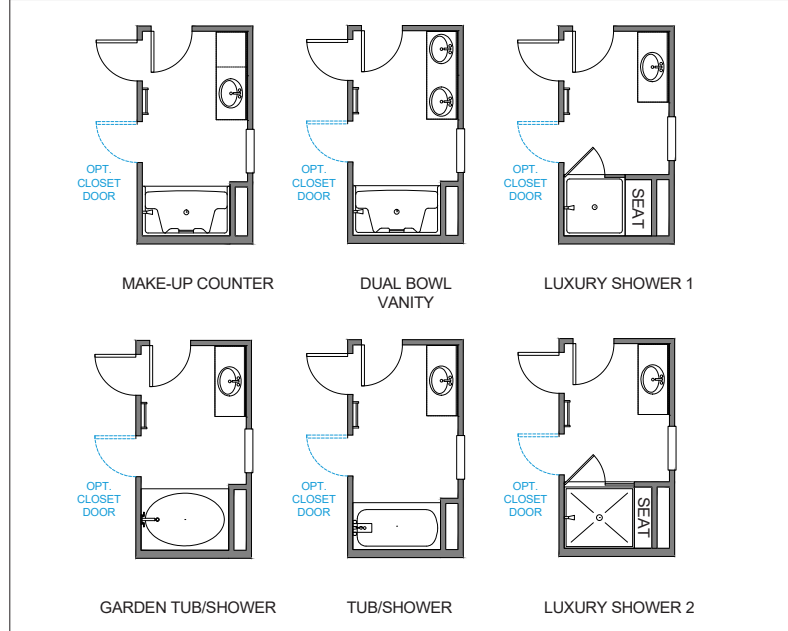 OPT.
CLOSET
DOOR
OPT.
CLOSET
DOOR
OPT.
CLOSET
DOOR
SEAT
MAKE-UP COUNTER
DUAL BOWL
VANITY
LUXURY SHOWER 1
OPT.
CLOSET
DOOR
OPT.
CLOSET
DOOR
OPT.
CLOSET
DOOR
SEAT
GARDEN TUB/SHOWER
TUB/SHOWER
LUXURY SHOWER 2